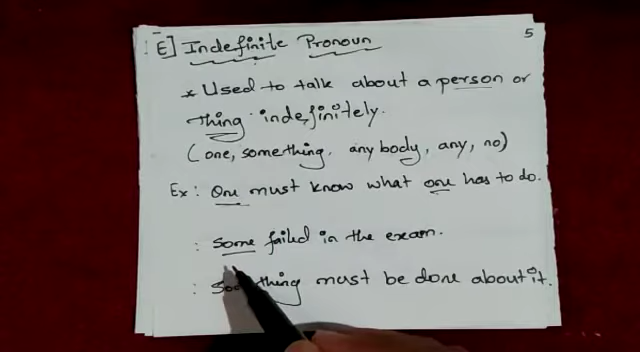 5
E] Indefinite Pronoun
* Used to talk about a person or
thing indefinitely.
(one, something, any body, any, no)
Ex: One must know what one has to do.
: Some failed in the exam.
: Something must be done about it.